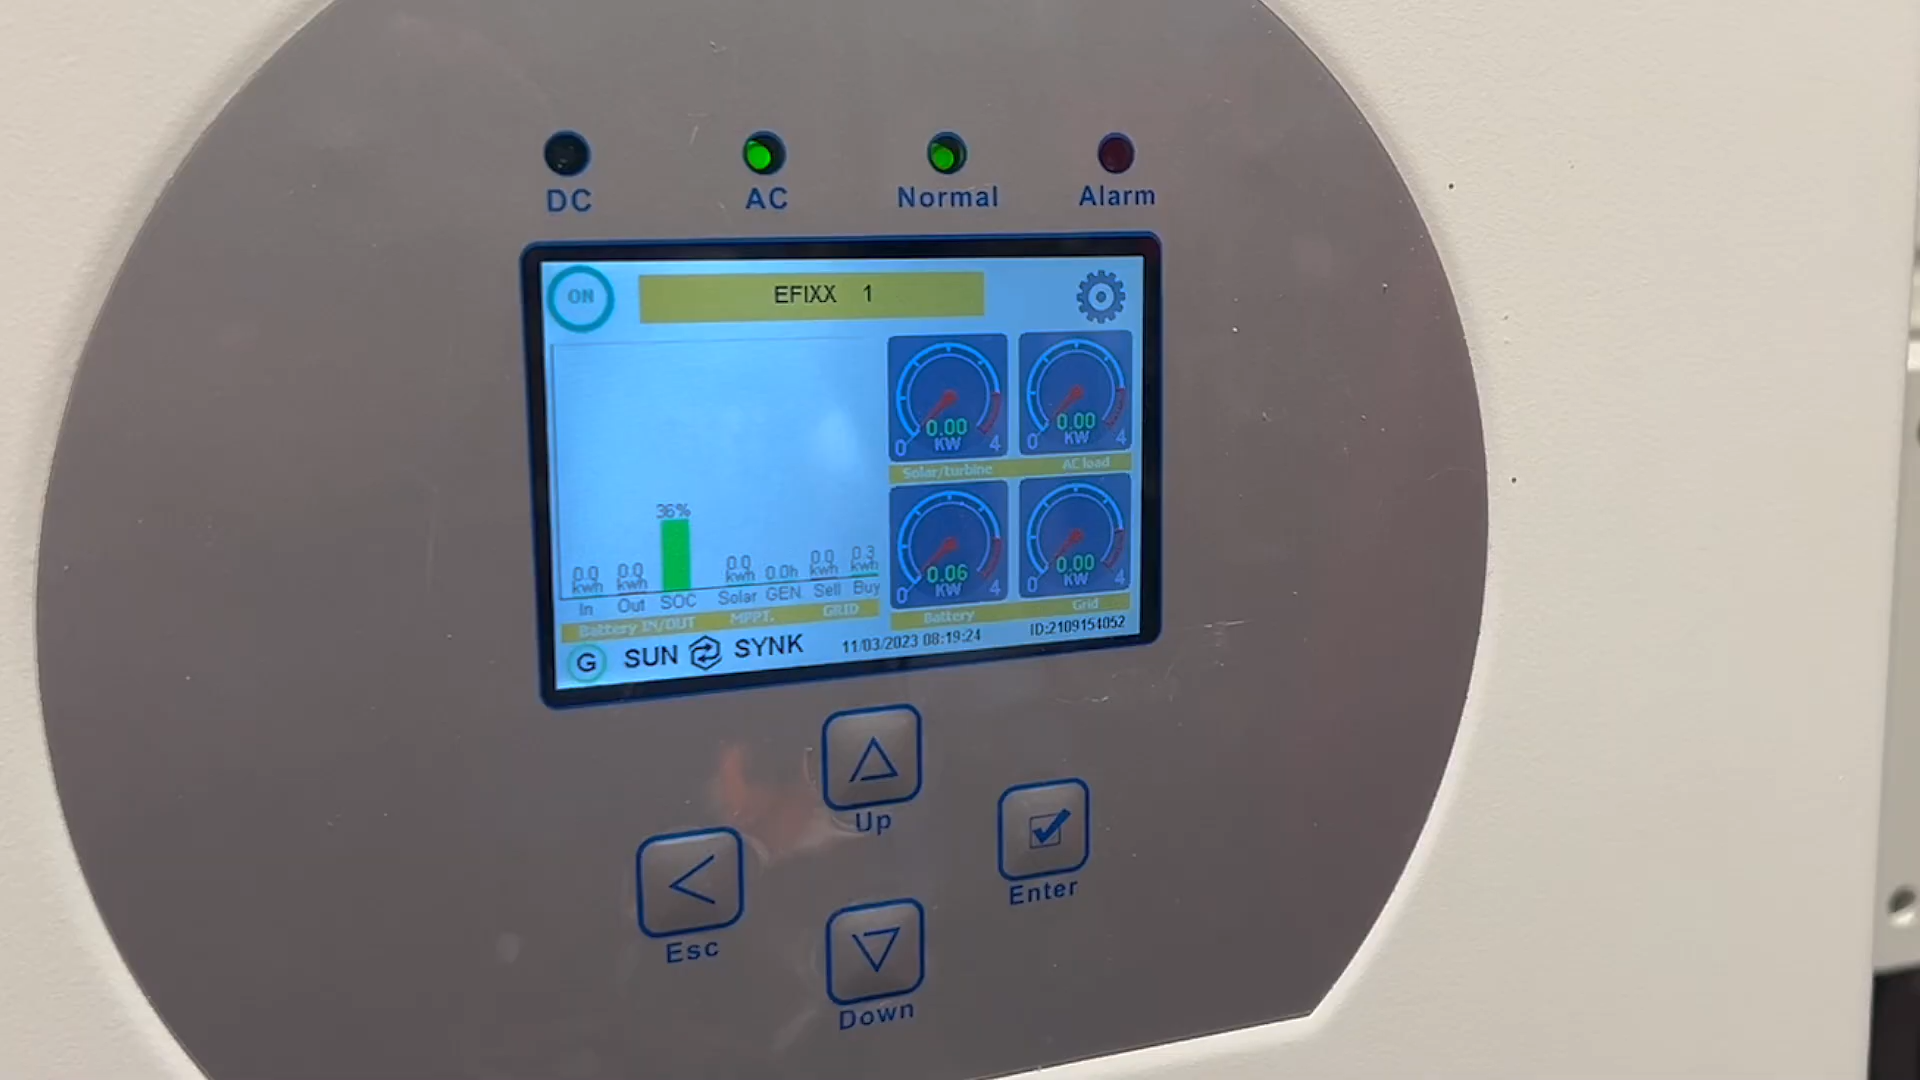 DC AC Normal Alarm
ON EFIXX 1
0.00 KW 0 4
Solar/turbine
0.00 KW 0 4
AC load
0.06 KW 0 4
Battery
0.00 KW 0 4
Grid
36%
0.0 kwh 0.0 kwh 0.0 kwh 0.0h 0.0 kwh 0.3 kwh
In Out SOC Solar GEN Sell Buy
Battery IN/OUT MPPT. GRID
G SUN SYNK 11/03/2023 08:19:24 ID:2109154052
Up
Enter
Esc
Down